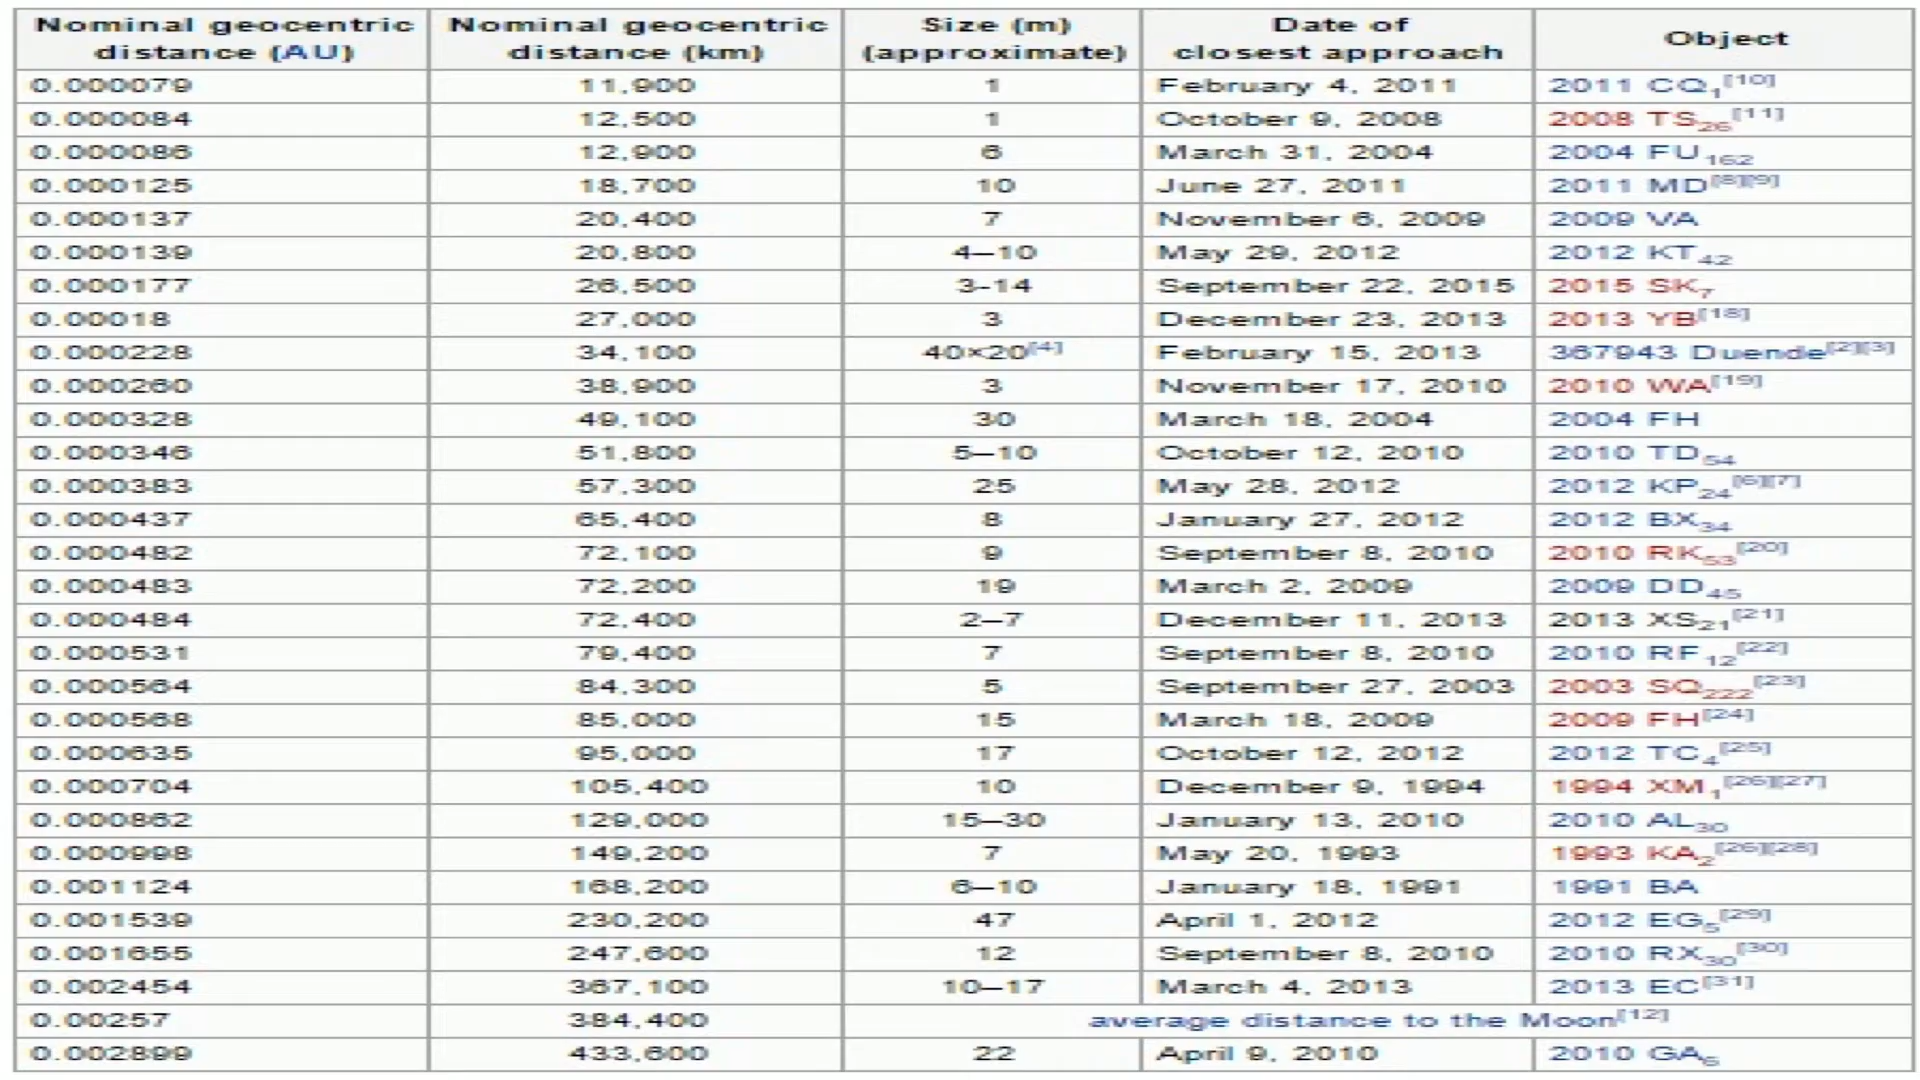 Nominal geocentric distance (AU) Nominal geocentric distance (km) Size (m) (approximate) Date of closest approach Object
0.000079 11,900 1 February 4, 2011 2011 CQ1[10]
0.000084 12,500 1 October 9, 2008 2008 TS26[11]
0.000086 12,900 6 March 31, 2004 2004 FU162
0.000125 18,700 10 June 27, 2011 2011 MD[8][9]
0.000137 20,400 7 November 6, 2009 2009 VA
0.000139 20,800 4–10 May 29, 2012 2012 KT42
0.000177 26,500 3-14 September 22, 2015 2015 SK7
0.00018 27,000 3 December 23, 2013 2013 YB[18]
0.000228 34,100 40×20[4] February 15, 2013 367943 Duende[2][3]
0.000260 38,900 3 November 17, 2010 2010 WA[19]
0.000328 49,100 30 March 18, 2004 2004 FH
0.000346 51,800 5–10 October 12, 2010 2010 TD54
0.000383 57,300 25 May 28, 2012 2012 KP24[6][7]
0.000437 65,400 8 January 27, 2012 2012 BX34
0.000482 72,100 9 September 8, 2010 2010 RK53[20]
0.000483 72,200 19 March 2, 2009 2009 DD45
0.000484 72,400 2–7 December 11, 2013 2013 XS21[21]
0.000531 79,400 7 September 8, 2010 2010 RF12[22]
0.000564 84,300 5 September 27, 2003 2003 SQ222[23]
0.000568 85,000 15 March 18, 2009 2009 FH[24]
0.000635 95,000 17 October 12, 2012 2012 TC4[25]
0.000704 105,400 10 December 9, 1994 1994 XM1[26][27]
0.000862 129,000 15–30 January 13, 2010 2010 AL30
0.000998 149,200 7 May 20, 1993 1993 KA2[26][28]
0.001124 168,200 6–10 January 18, 1991 1991 BA
0.001539 230,200 47 April 1, 2012 2012 EG5[29]
0.001655 247,600 12 September 8, 2010 2010 RX30[30]
0.002454 367,100 10–17 March 4, 2013 2013 EC[31]
0.00257 384,400 average distance to the Moon[12]
0.002899 433,600 22 April 9, 2010 2010 GA6